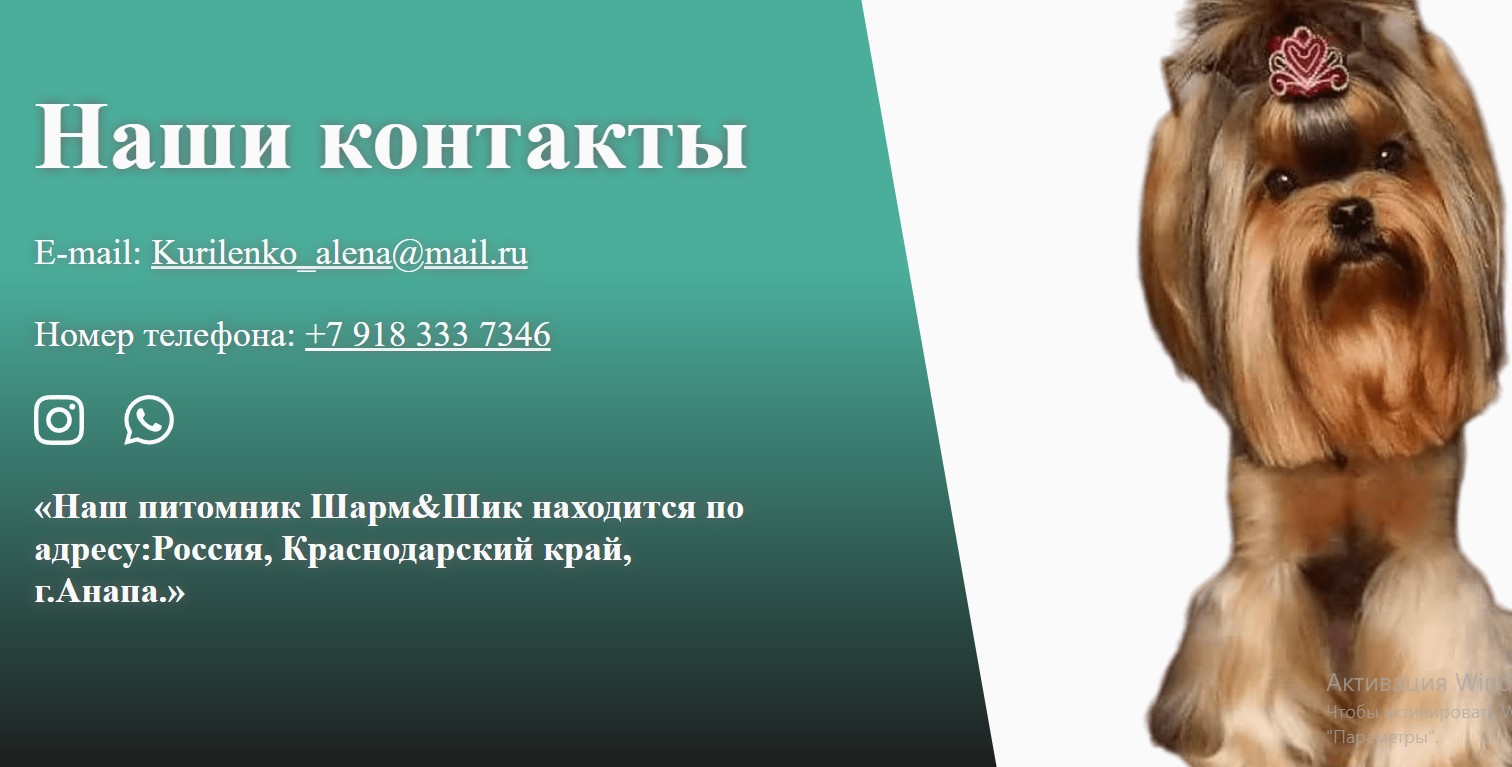 Наши контакты
E-mail: Kurilenko_alena@mail.ru
Номер телефона: +7 918 333 7346
«Наш питомник Шарм&Шик находится по
адресу:Россия, Краснодарский край,
г.Анапа.»
Активация Wind
Чтобы активировать W
"Параметры".